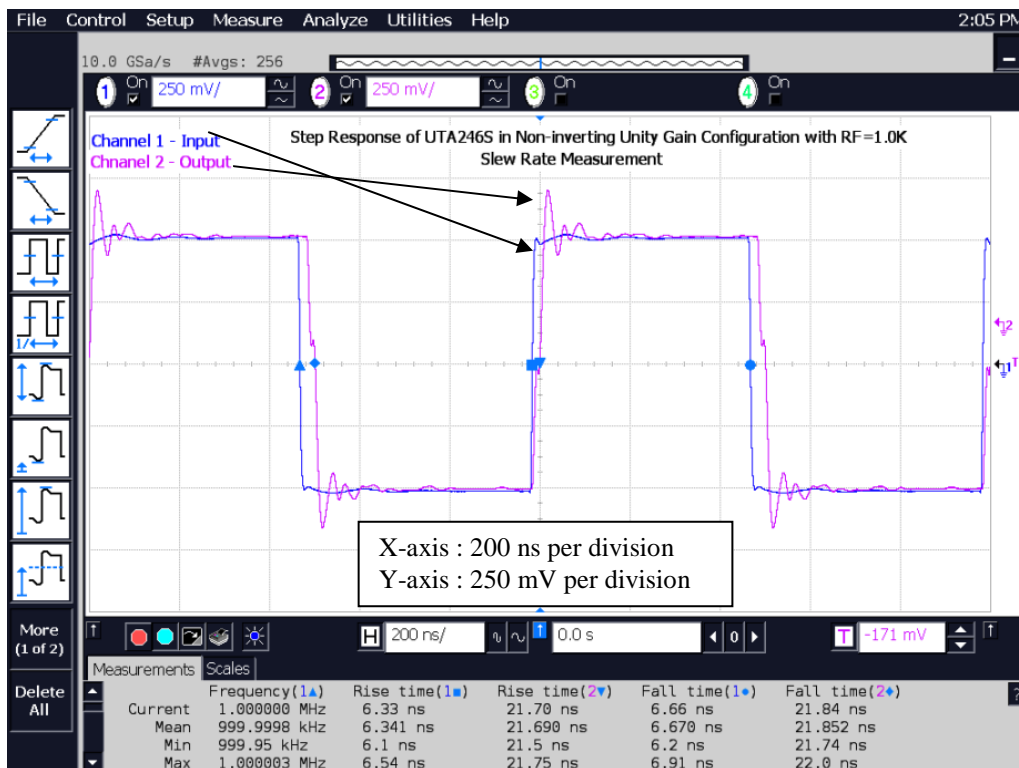 File Control Setup Measure Analyze Utilities Help 2:05 PM
10.0 GSa/s #Avgs: 256
1 On 250 mV/ 2 On 250 mV/ 3 On 4 On
Channel 1 - Input
Chnanel 2 - Output
Step Response of UTA246S in Non-inverting Unity Gain Configuration with RF=1.0K
Slew Rate Measurement
2
1 T
1/
X-axis : 200 ns per division
Y-axis : 250 mV per division
More
(1 of 2)
Delete
All
H 200 ns/ 0.0 s 0 T -171 mV
Measurements Scales
Frequency(1▲) Rise time(1■) Rise time(2▼) Fall time(1●) Fall time(2◆)
Current 1.000000 MHz 6.33 ns 21.70 ns 6.66 ns 21.84 ns
Mean 999.9998 kHz 6.341 ns 21.690 ns 6.670 ns 21.852 ns
Min 999.95 kHz 6.1 ns 21.5 ns 6.2 ns 21.74 ns
Max 1.000003 MHz 6.54 ns 21.75 ns 6.91 ns 22.0 ns